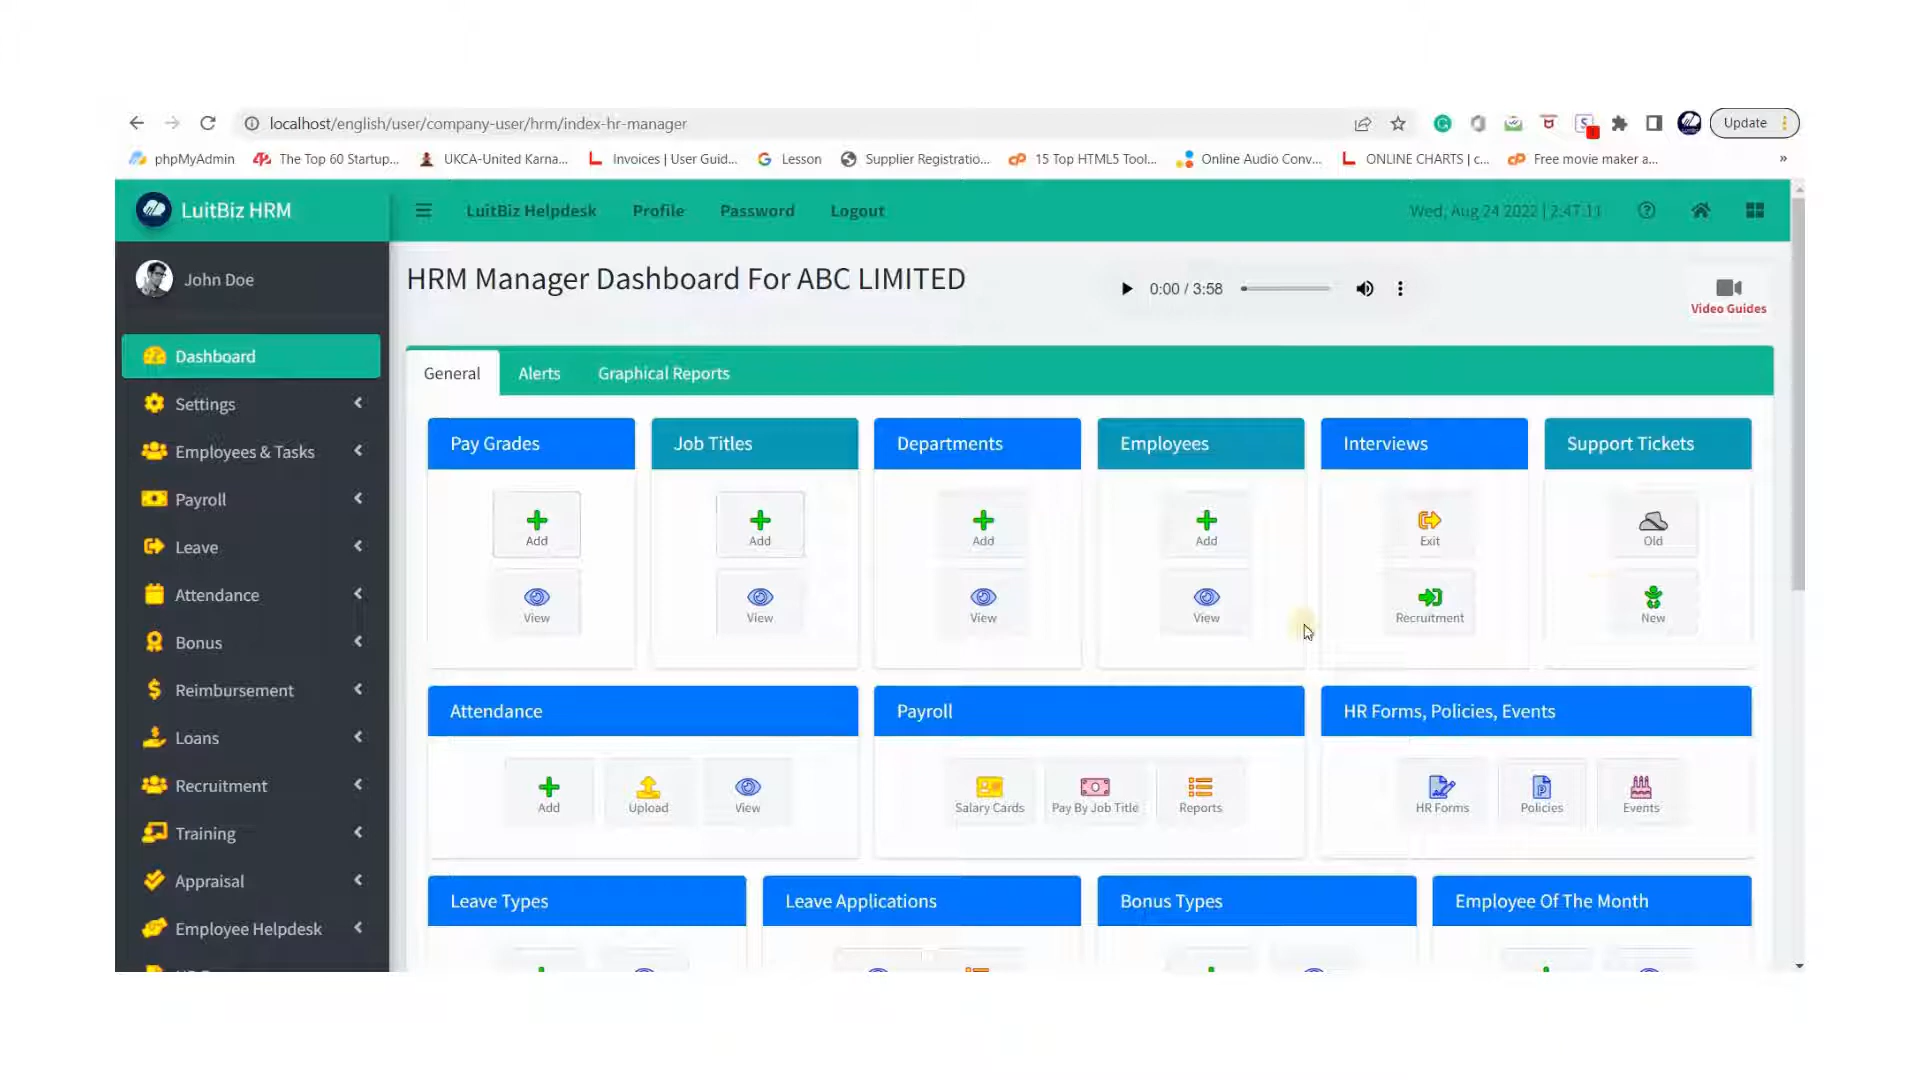 localhost/english/user/company-user/hrm/index-hr-manager
Update
phpMyAdmin The Top 60 Startup... UKCA-United Karna... Invoices | User Guid... Lesson Supplier Registratio... 15 Top HTML5 Tool... Online Audio Conv... ONLINE CHARTS | c... Free movie maker a... »
LuitBiz HRM
LuitBiz Helpdesk Profile Password Logout
Wed, Aug 24 2022 | 2:47:11
John Doe
HRM Manager Dashboard For ABC LIMITED
0:00 / 3:58
Video Guides
Dashboard
Settings
Employees & Tasks
Payroll
Leave
Attendance
Bonus
Reimbursement
Loans
Recruitment
Training
Appraisal
Employee Helpdesk
General Alerts Graphical Reports
Pay Grades Job Titles Departments Employees Interviews Support Tickets
Add Add Add Add Exit Old
View View View View Recruitment New
Attendance Payroll HR Forms, Policies, Events
Add Upload View Salary Cards Pay By Job Title Reports HR Forms Policies Events
Leave Types Leave Applications Bonus Types Employee Of The Month